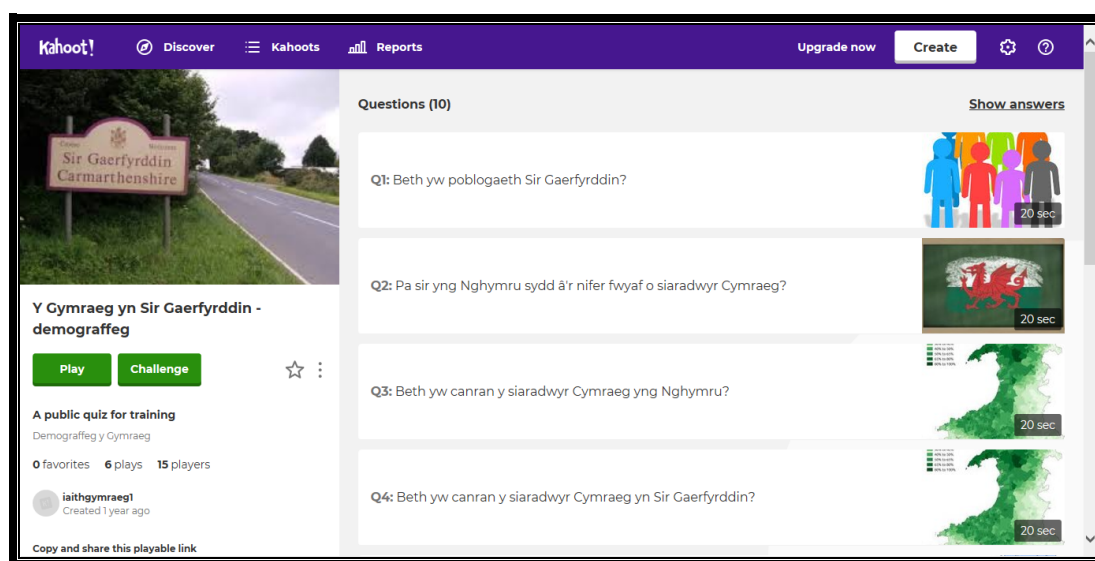 Kahoot!
Discover
Kahoots
Reports
Upgrade now
Create
Croeso Welcome
Sir Gaerfyrddin
Carmarthenshire
Y Gymraeg yn Sir Gaerfyrddin -
demograffeg
Play
Challenge
A public quiz for training
Demograffeg y Gymraeg
0 favorites 6 plays 15 players
iaithgymraeg1
Created 1 year ago
Copy and share this playable link
Questions (10)
Show answers
Q1: Beth yw poblogaeth Sir Gaerfyrddin?
20 sec
Q2: Pa sir yng Nghymru sydd â'r nifer fwyaf o siaradwyr Cymraeg?
20 sec
Q3: Beth yw canran y siaradwyr Cymraeg yng Nghymru?
20 sec
Q4: Beth yw canran y siaradwyr Cymraeg yn Sir Gaerfyrddin?
20 sec